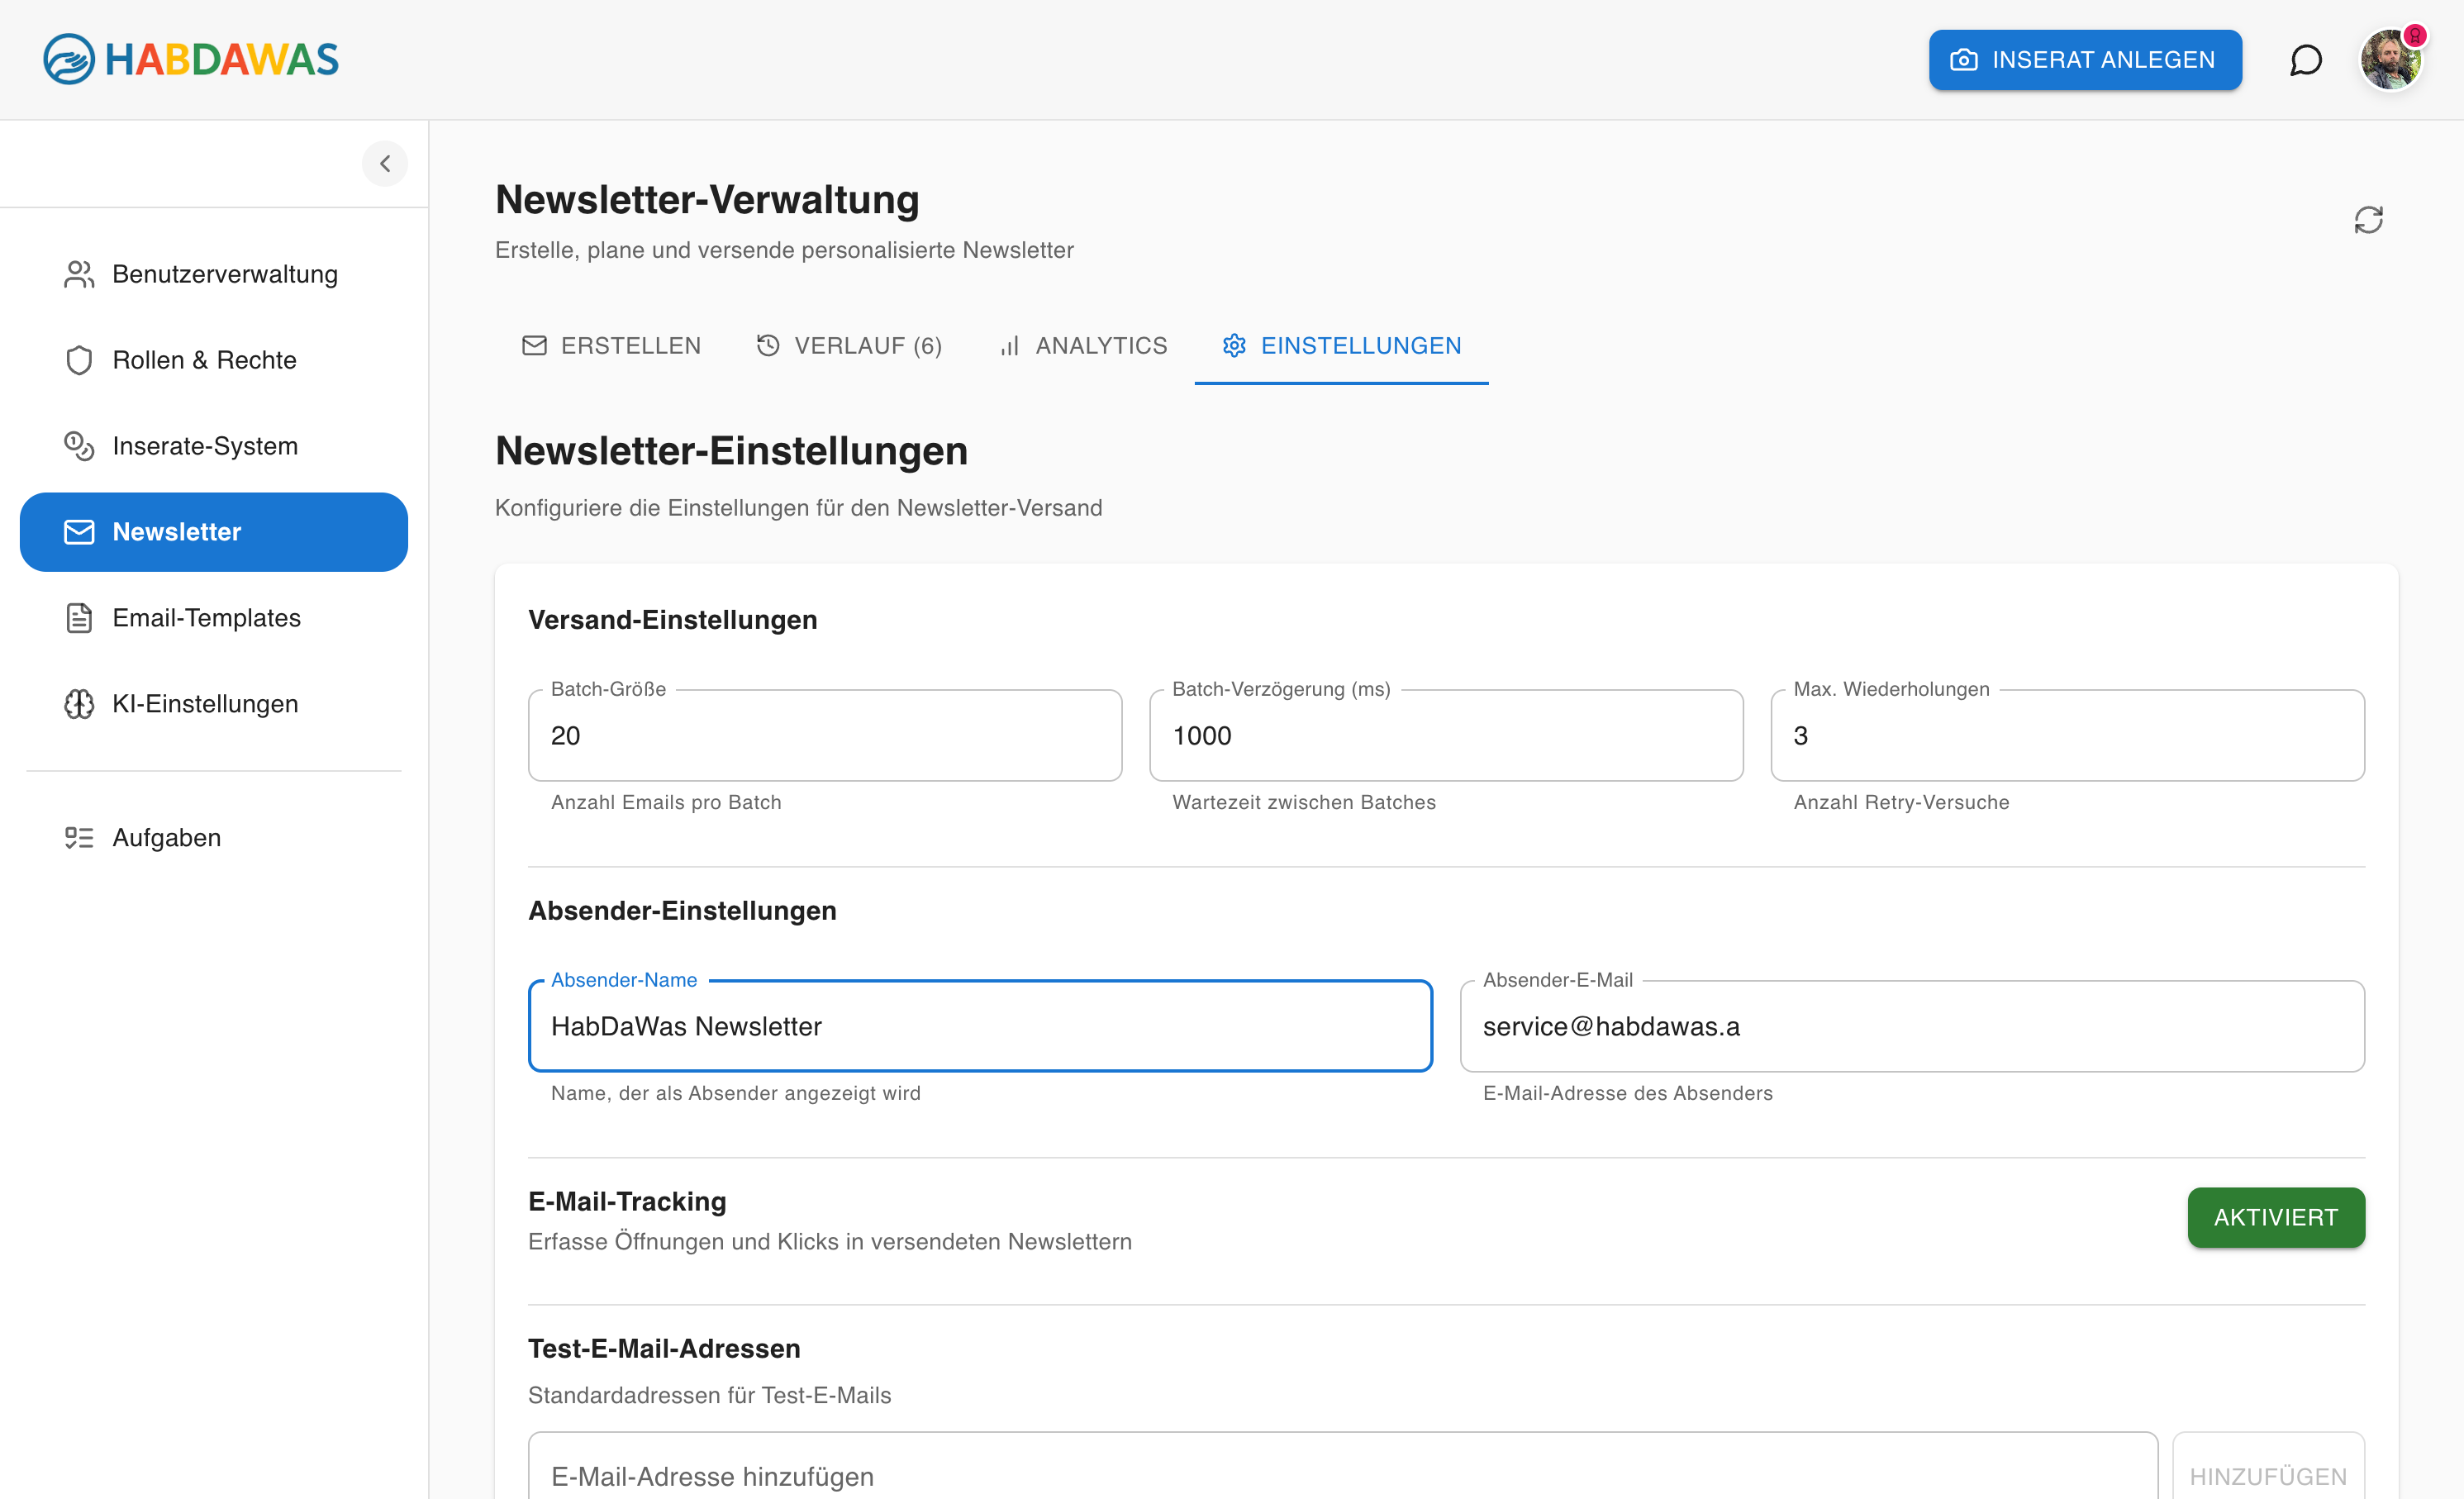 HABDAWAS
INSERAT ANLEGEN
Benutzerverwaltung
Rollen & Rechte
Inserate-System
Newsletter
Email-Templates
KI-Einstellungen
Aufgaben
Newsletter-Verwaltung
Erstelle, plane und versende personalisierte Newsletter
ERSTELLEN
VERLAUF (6)
ANALYTICS
EINSTELLUNGEN
Newsletter-Einstellungen
Konfiguriere die Einstellungen für den Newsletter-Versand
Versand-Einstellungen
Batch-Größe
20
Anzahl Emails pro Batch
Batch-Verzögerung (ms)
1000
Wartezeit zwischen Batches
Max. Wiederholungen
3
Anzahl Retry-Versuche
Absender-Einstellungen
Absender-Name
HabDaWas Newsletter
Name, der als Absender angezeigt wird
Absender-E-Mail
service@habdawas.a
E-Mail-Adresse des Absenders
E-Mail-Tracking
Erfasse Öffnungen und Klicks in versendeten Newslettern
AKTIVIERT
Test-E-Mail-Adressen
Standardadressen für Test-E-Mails
E-Mail-Adresse hinzufügen
HINZUFÜGEN